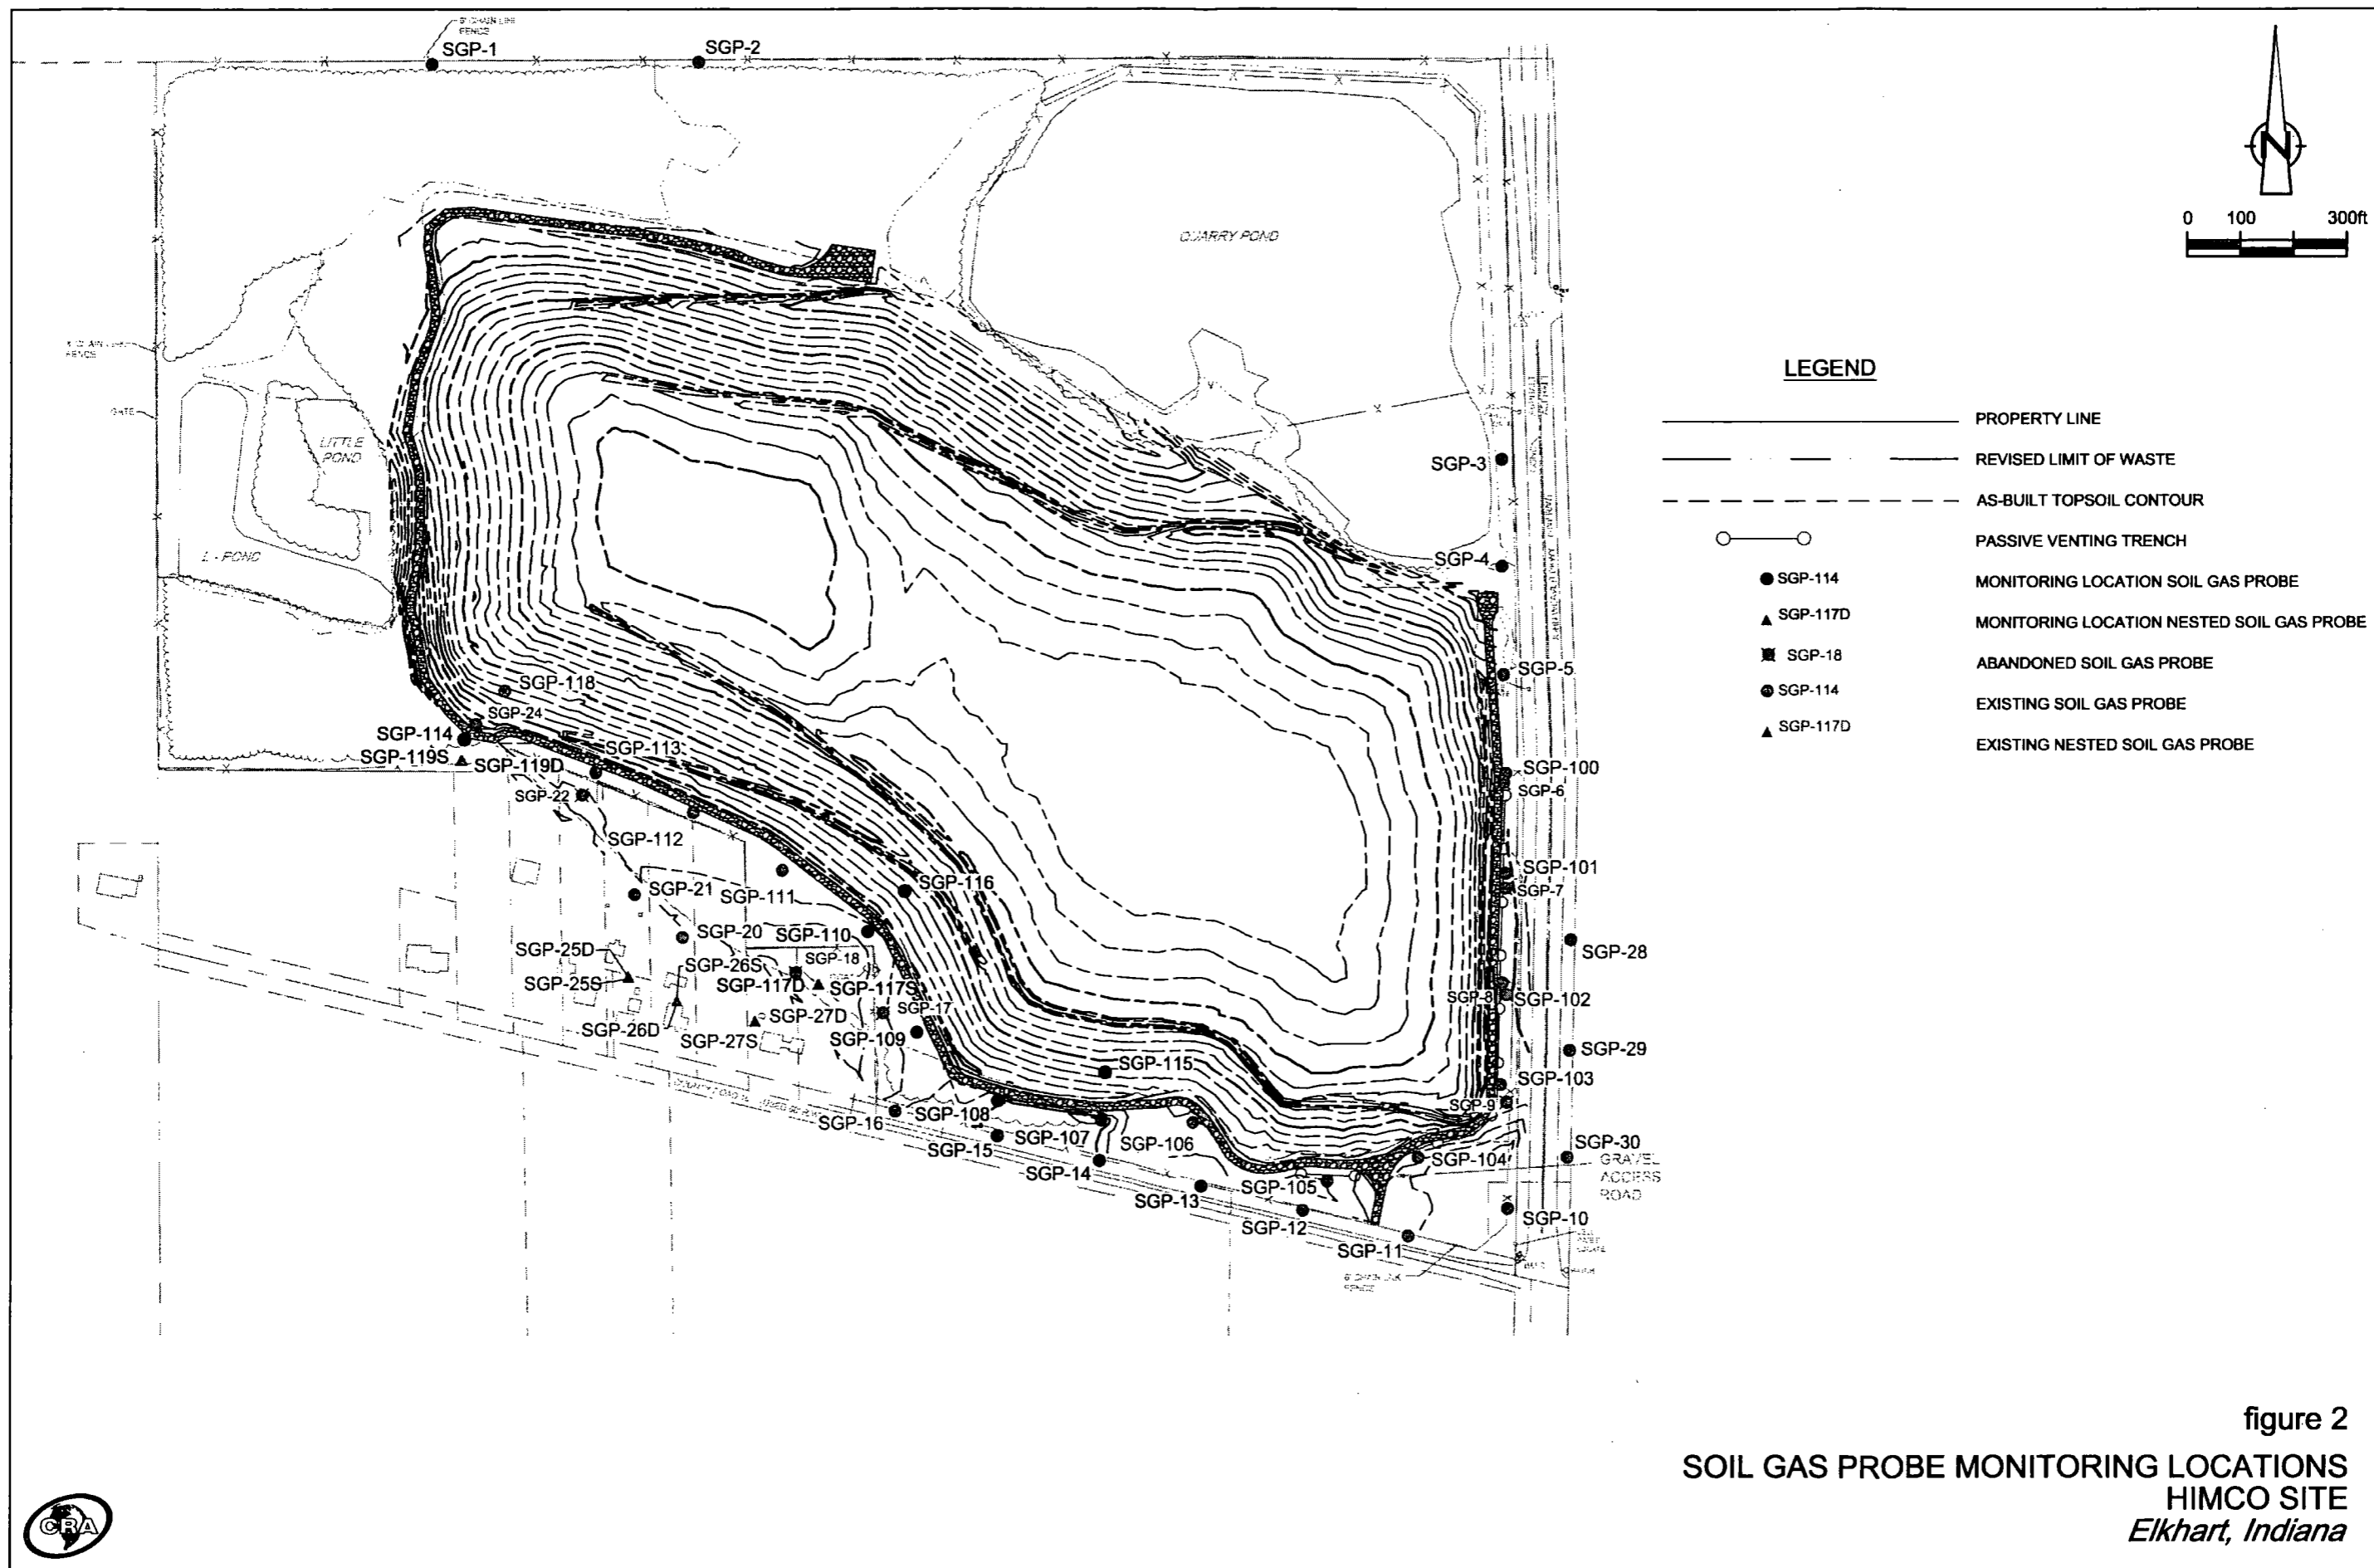 FENCE
SGP-1
SGP-2
N
0 100 300ft
QUARRY POND
FENCE
GATE
LITTLE
POND
L - POND
SGP-3
SGP-4
SGP-5
SGP-118
SGP-24
SGP-114
SGP-119S
SGP-119D
SGP-113
SGP-22
SGP-112
SGP-100
SGP-6
SGP-101
SGP-7
SGP-21
SGP-111
SGP-116
SGP-20
SGP-110
SGP-28
SGP-25D
SGP-26S
SGP-18
SGP-25S
SGP-117D
SGP-117S
SGP-8
SGP-102
SGP-17
SGP-27D
SGP-26D
SGP-27S
SGP-109
SGP-29
SGP-115
SGP-103
SGP-9
SGP-16
SGP-108
SGP-107
SGP-106
SGP-15
SGP-30
SGP-104
GRAVEL
ACCESS
ROAD
SGP-14
SGP-13
SGP-105
SGP-12
SGP-10
SGP-11
FENCE
LEGEND
PROPERTY LINE
REVISED LIMIT OF WASTE
AS-BUILT TOPSOIL CONTOUR
PASSIVE VENTING TRENCH
SGP-114 MONITORING LOCATION SOIL GAS PROBE
SGP-117D MONITORING LOCATION NESTED SOIL GAS PROBE
SGP-18 ABANDONED SOIL GAS PROBE
SGP-114 EXISTING SOIL GAS PROBE
SGP-117D EXISTING NESTED SOIL GAS PROBE
figure 2
SOIL GAS PROBE MONITORING LOCATIONS
HIMCO SITE
Elkhart, Indiana
CRA